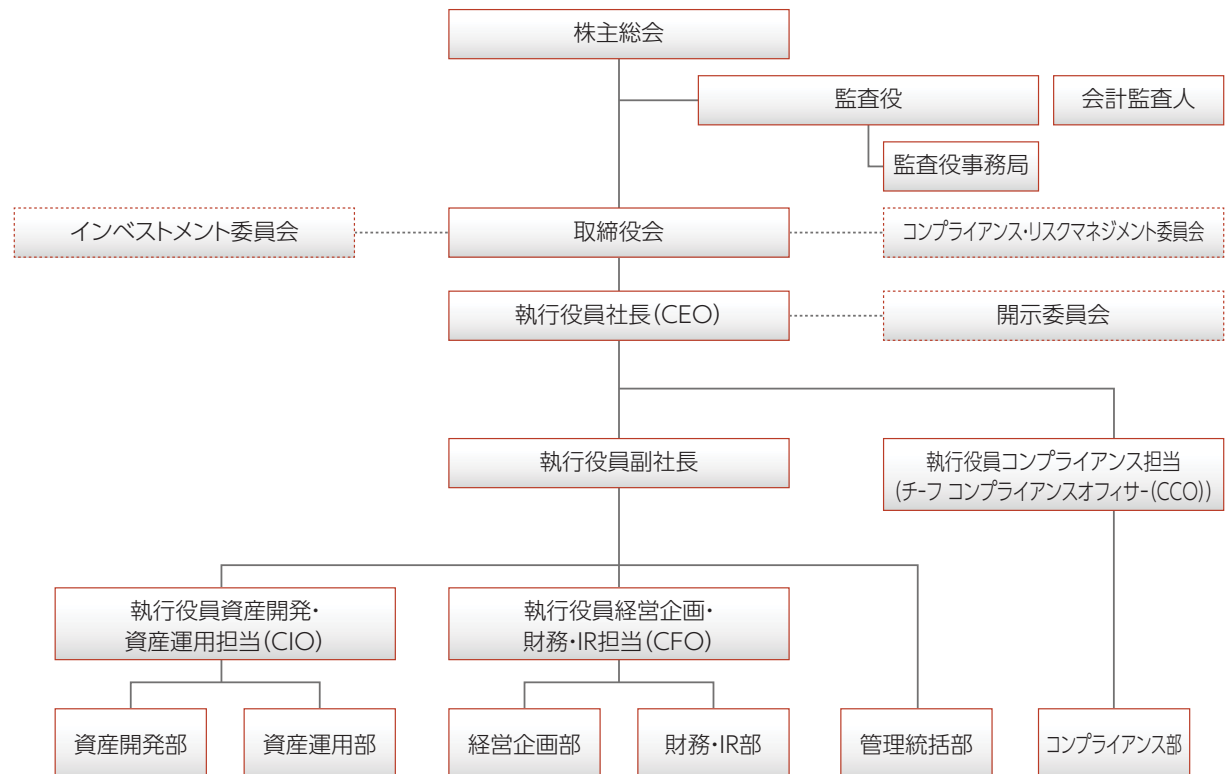 株主総会
監査役
会計監査人
監査役事務局
インベストメント委員会
取締役会
コンプライアンス・リスクマネジメント委員会
執行役員社長(CEO)
開示委員会
執行役員副社長
執行役員コンプライアンス担当
(チーフ コンプライアンスオフィサー(CCO))
執行役員資産開発・
資産運用担当(CIO)
執行役員経営企画・
財務・IR担当(CFO)
資産開発部
資産運用部
経営企画部
財務・IR部
管理統括部
コンプライアンス部